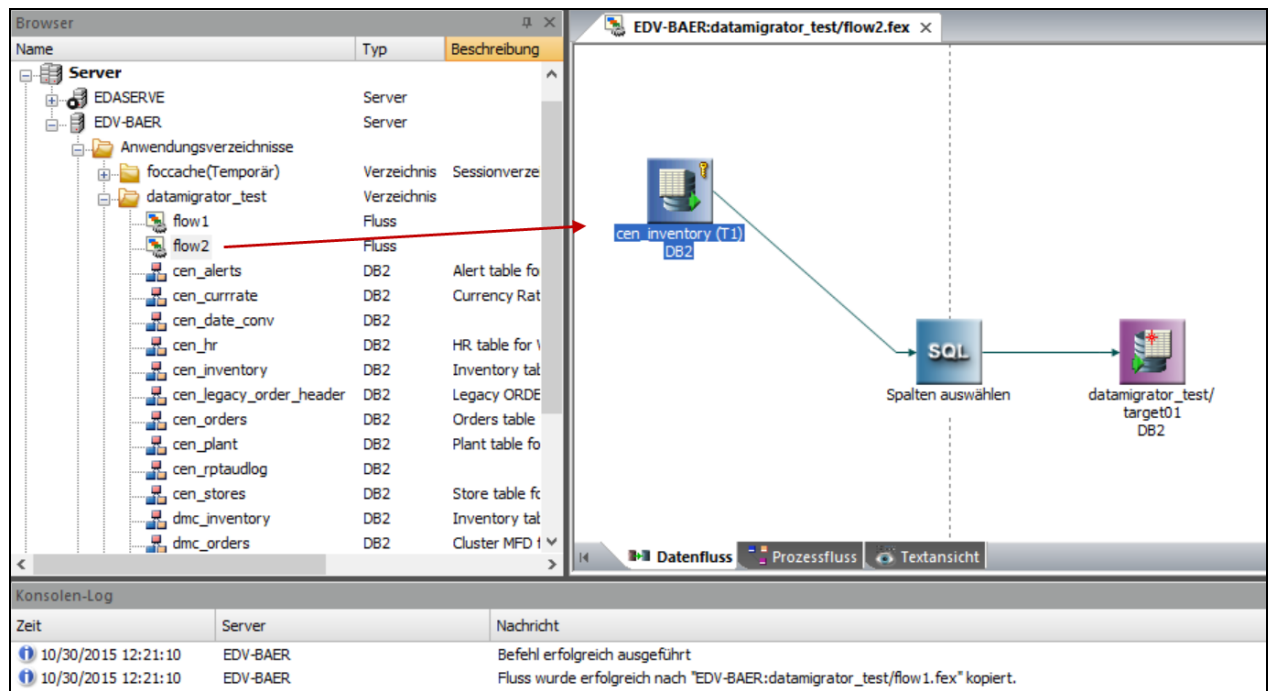 Browser
Name Typ Beschreibung
Server
EDASERVE Server
EDV-BAER Server
Anwendungsverzeichnisse
foccache(Temporär) Verzeichnis Sessionverze
datamigrator_test Verzeichnis
flow1 Fluss
flow2 Fluss
cen_alerts DB2 Alert table fo
cen_currrate DB2 Currency Rat
cen_date_conv DB2
cen_hr DB2 HR table for
cen_inventory DB2 Inventory tab
cen_legacy_order_header DB2 Legacy ORDE
cen_orders DB2 Orders table
cen_plant DB2 Plant table fo
cen_rptaudlog DB2
cen_stores DB2 Store table fo
dmc_inventory DB2 Inventory tab
dmc_orders DB2 Cluster MFD f
EDV-BAER:datamigrator_test/flow2.fex
cen_inventory (T1)
DB2
SQL
Spalten auswählen
datamigrator_test/
target01
DB2
Datenfluss Prozessfluss Textansicht
Konsolen-Log
Zeit Server Nachricht
10/30/2015 12:21:10 EDV-BAER Befehl erfolgreich ausgeführt
10/30/2015 12:21:10 EDV-BAER Fluss wurde erfolgreich nach "EDV-BAER:datamigrator_test/flow1.fex" kopiert.